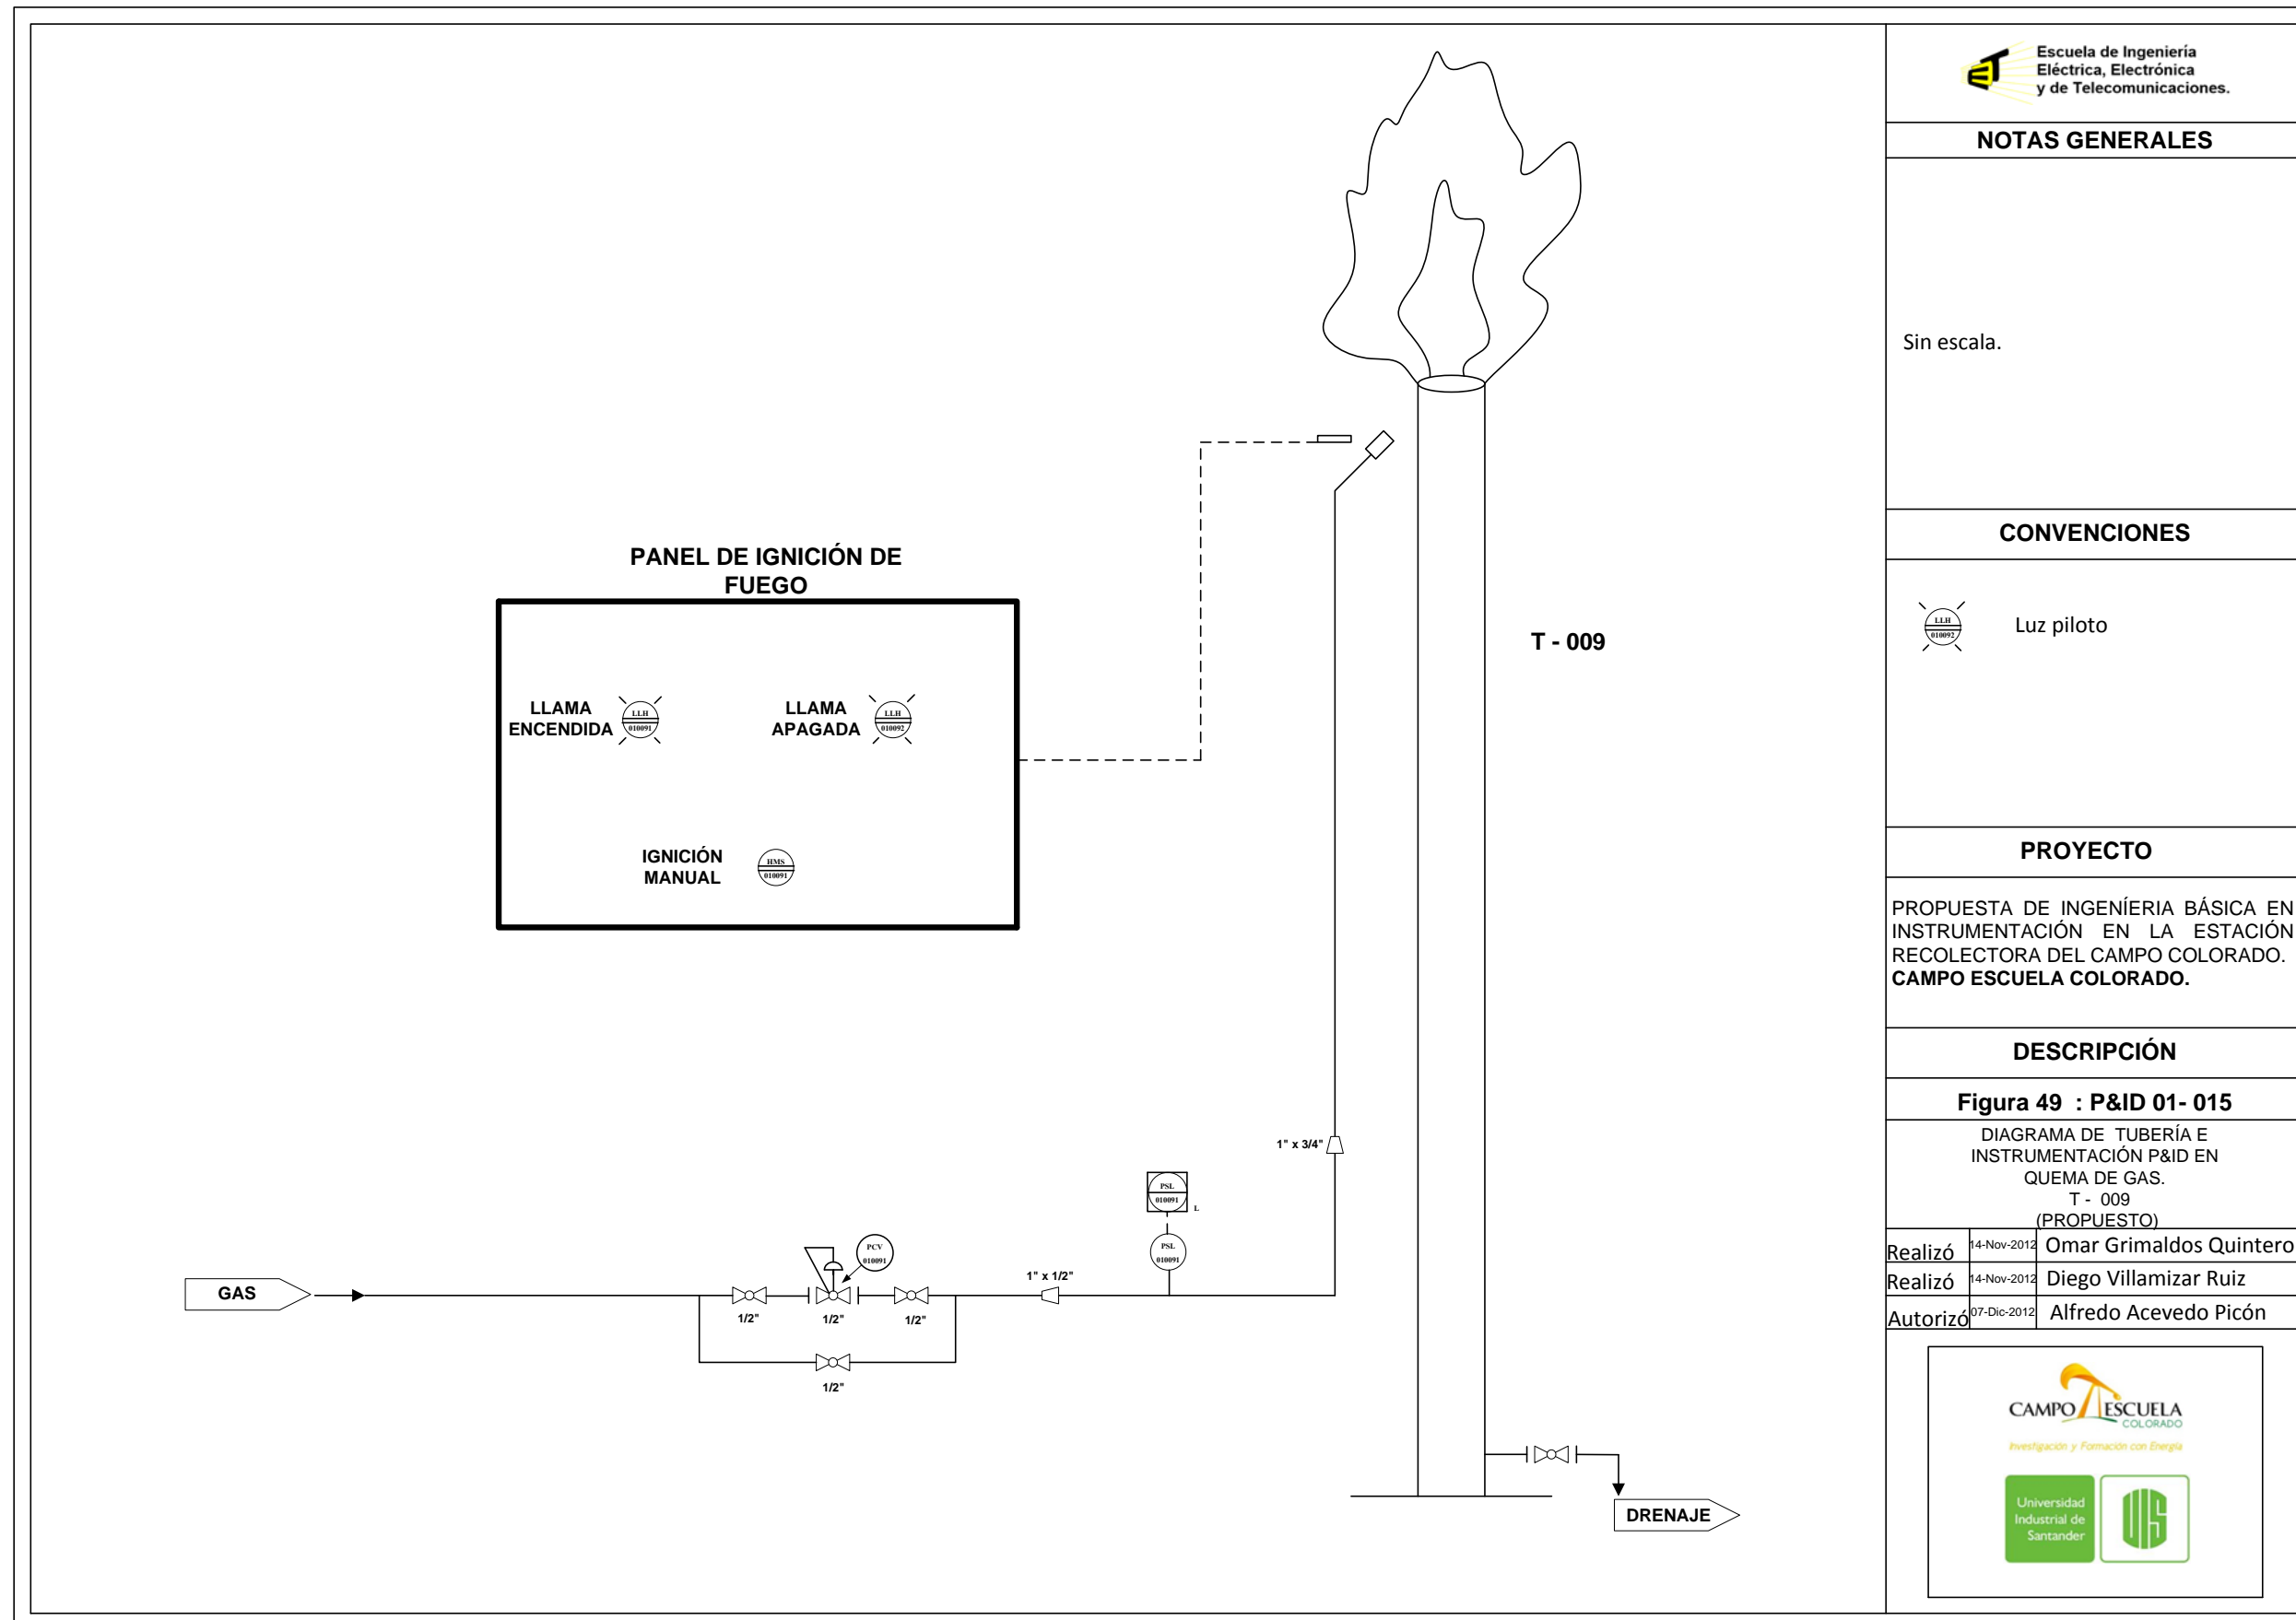 PANEL DE IGNICIÓN DE
FUEGO
LLAMA
ENCENDIDA
LLH
010091
LLAMA
APAGADA
LLH
010092
IGNICIÓN
MANUAL
HMS
010091
T - 009
1" x 3/4"
PSL
010091
L
PSL
010091
PCV
010091
1" x 1/2"
GAS
1/2"
1/2"
1/2"
1/2"
DRENAJE
Escuela de Ingeniería
Eléctrica, Electrónica
y de Telecomunicaciones.
NOTAS GENERALES
Sin escala.
CONVENCIONES
LLH
010092
Luz piloto
PROYECTO
PROPUESTA DE INGENÍERIA BÁSICA EN
INSTRUMENTACIÓN EN LA ESTACIÓN
RECOLECTORA DEL CAMPO COLORADO.
CAMPO ESCUELA COLORADO.
DESCRIPCIÓN
Figura 49 : P&ID 01- 015
DIAGRAMA DE TUBERÍA E
INSTRUMENTACIÓN P&ID EN
QUEMA DE GAS.
T - 009
(PROPUESTO)
Realizó 14-Nov-2012 Omar Grimaldos Quintero
Realizó 14-Nov-2012 Diego Villamizar Ruiz
Autorizó 07-Dic-2012 Alfredo Acevedo Picón
CAMPO ESCUELA
COLORADO
Investigación y Formación con Energía
Universidad
Industrial de
Santander
UIS